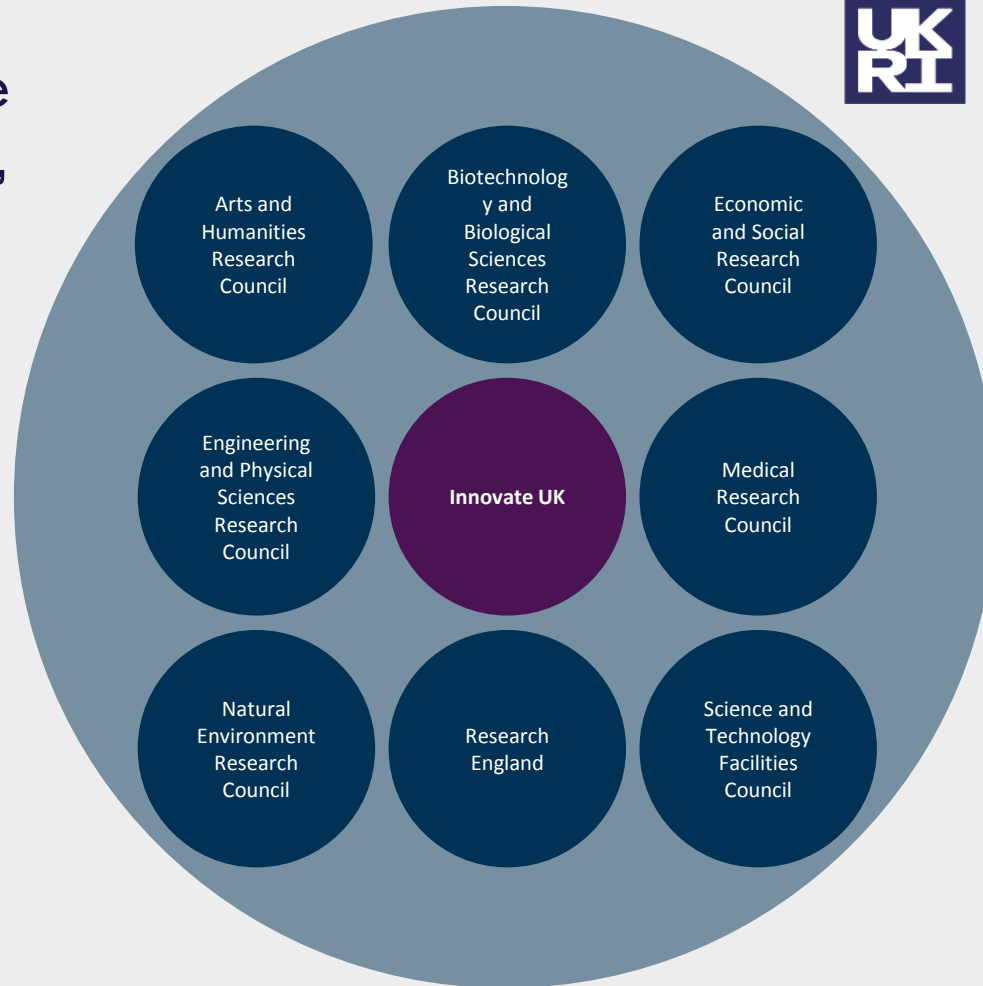 e
,
UK
RI
Arts and
Humanities
Research
Council
Biotechnolog
y and
Biological
Sciences
Research
Council
Economic
and Social
Research
Council
Engineering
and Physical
Sciences
Research
Council
Innovate UK
Medical
Research
Council
Natural
Environment
Research
Council
Research
England
Science and
Technology
Facilities
Council